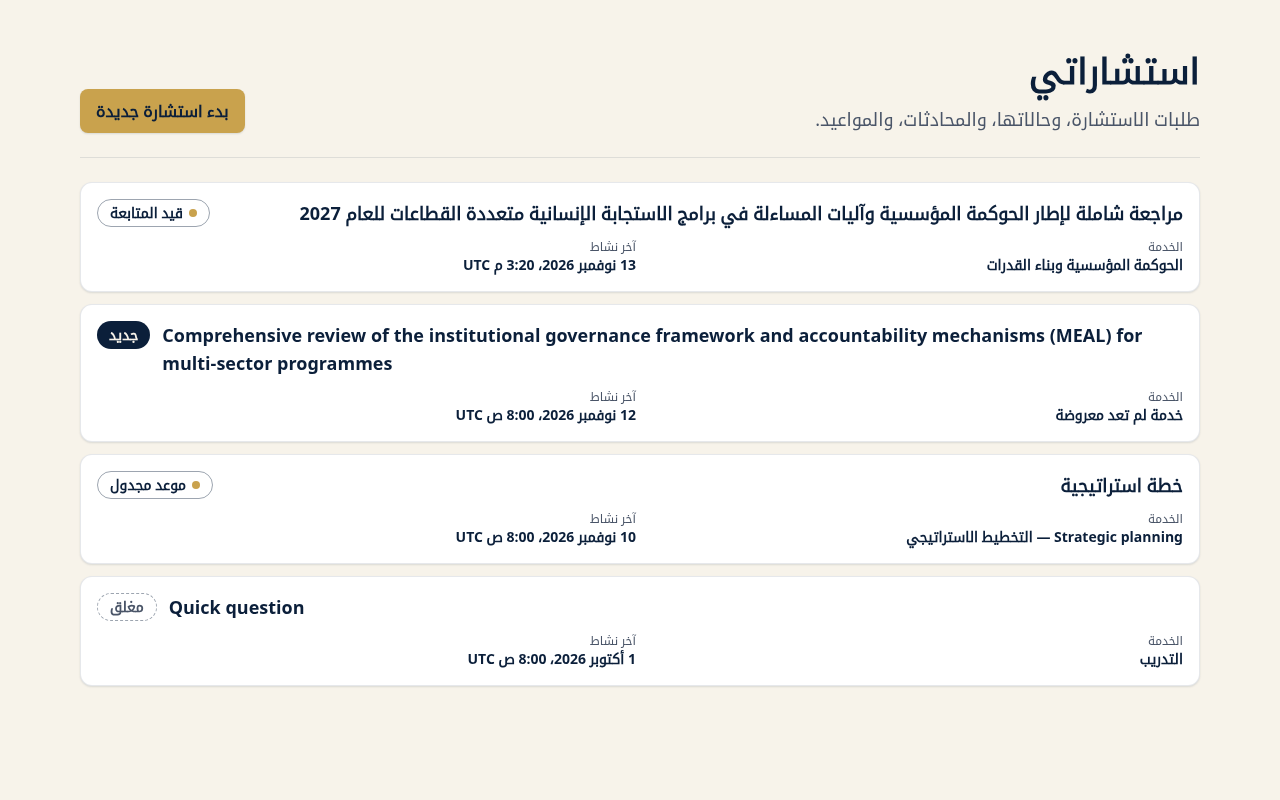 استشاراتي
طلبات الاستشارة، وحالاتها، والمحادثات، والمواعيد.
بدء استشارة جديدة
مراجعة شاملة لإطار الحوكمة المؤسسية وآليات المساءلة في برامج الاستجابة الإنسانية متعددة القطاعات للعام 2027
قيد المتابعة
الخدمة
الحوكمة المؤسسية وبناء القدرات
آخر نشاط
13 نوفمبر 2026، 3:20 م UTC
Comprehensive review of the institutional governance framework and accountability mechanisms (MEAL) for
multi-sector programmes
جديد
الخدمة
خدمة لم تعد معروضة
آخر نشاط
12 نوفمبر 2026، 8:00 ص UTC
خطة استراتيجية
موعد مجدول
الخدمة
Strategic planning — التخطيط الاستراتيجي
آخر نشاط
10 نوفمبر 2026، 8:00 ص UTC
Quick question
مغلق
الخدمة
التدريب
آخر نشاط
1 أكتوبر 2026، 8:00 ص UTC